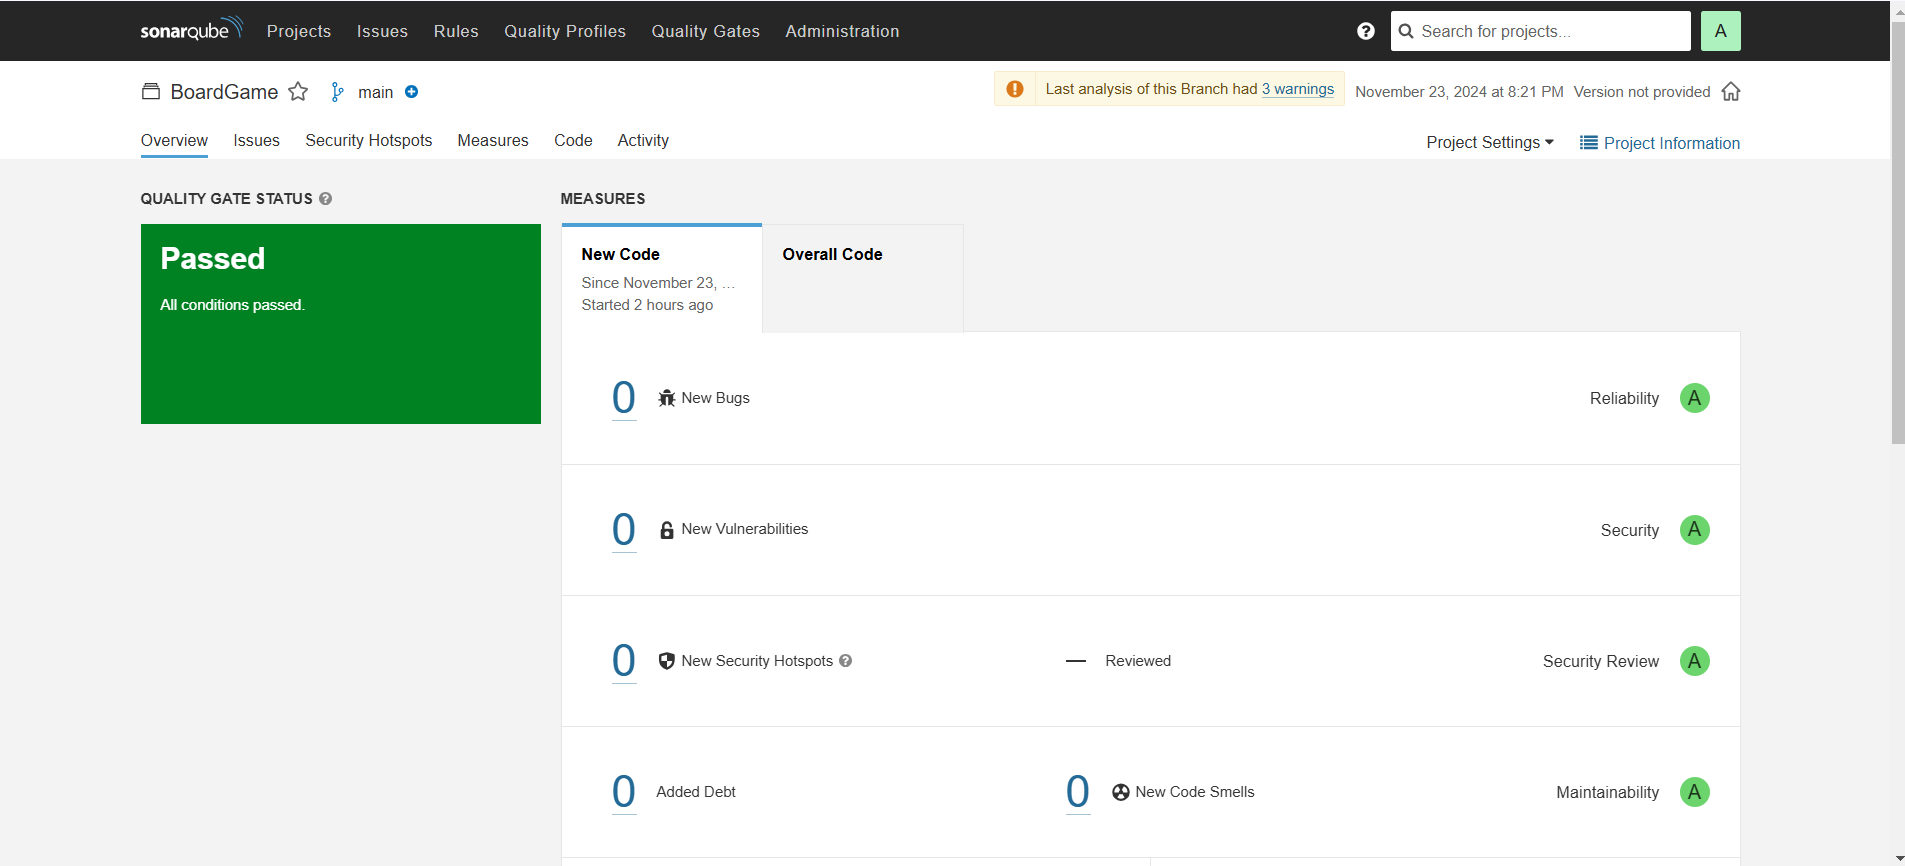 sonarqube Projects Issues Rules Quality Profiles Quality Gates Administration ? Search for projects... A
BoardGame main Last analysis of this Branch had 3 warnings November 23, 2024 at 8:21 PM Version not provided
Overview Issues Security Hotspots Measures Code Activity Project Settings Project Information
QUALITY GATE STATUS ? MEASURES
Passed
All conditions passed.
New Code
Since November 23, ...
Started 2 hours ago
Overall Code
0 New Bugs Reliability A
0 New Vulnerabilities Security A
0 New Security Hotspots ? — Reviewed Security Review A
0 Added Debt 0 New Code Smells Maintainability A